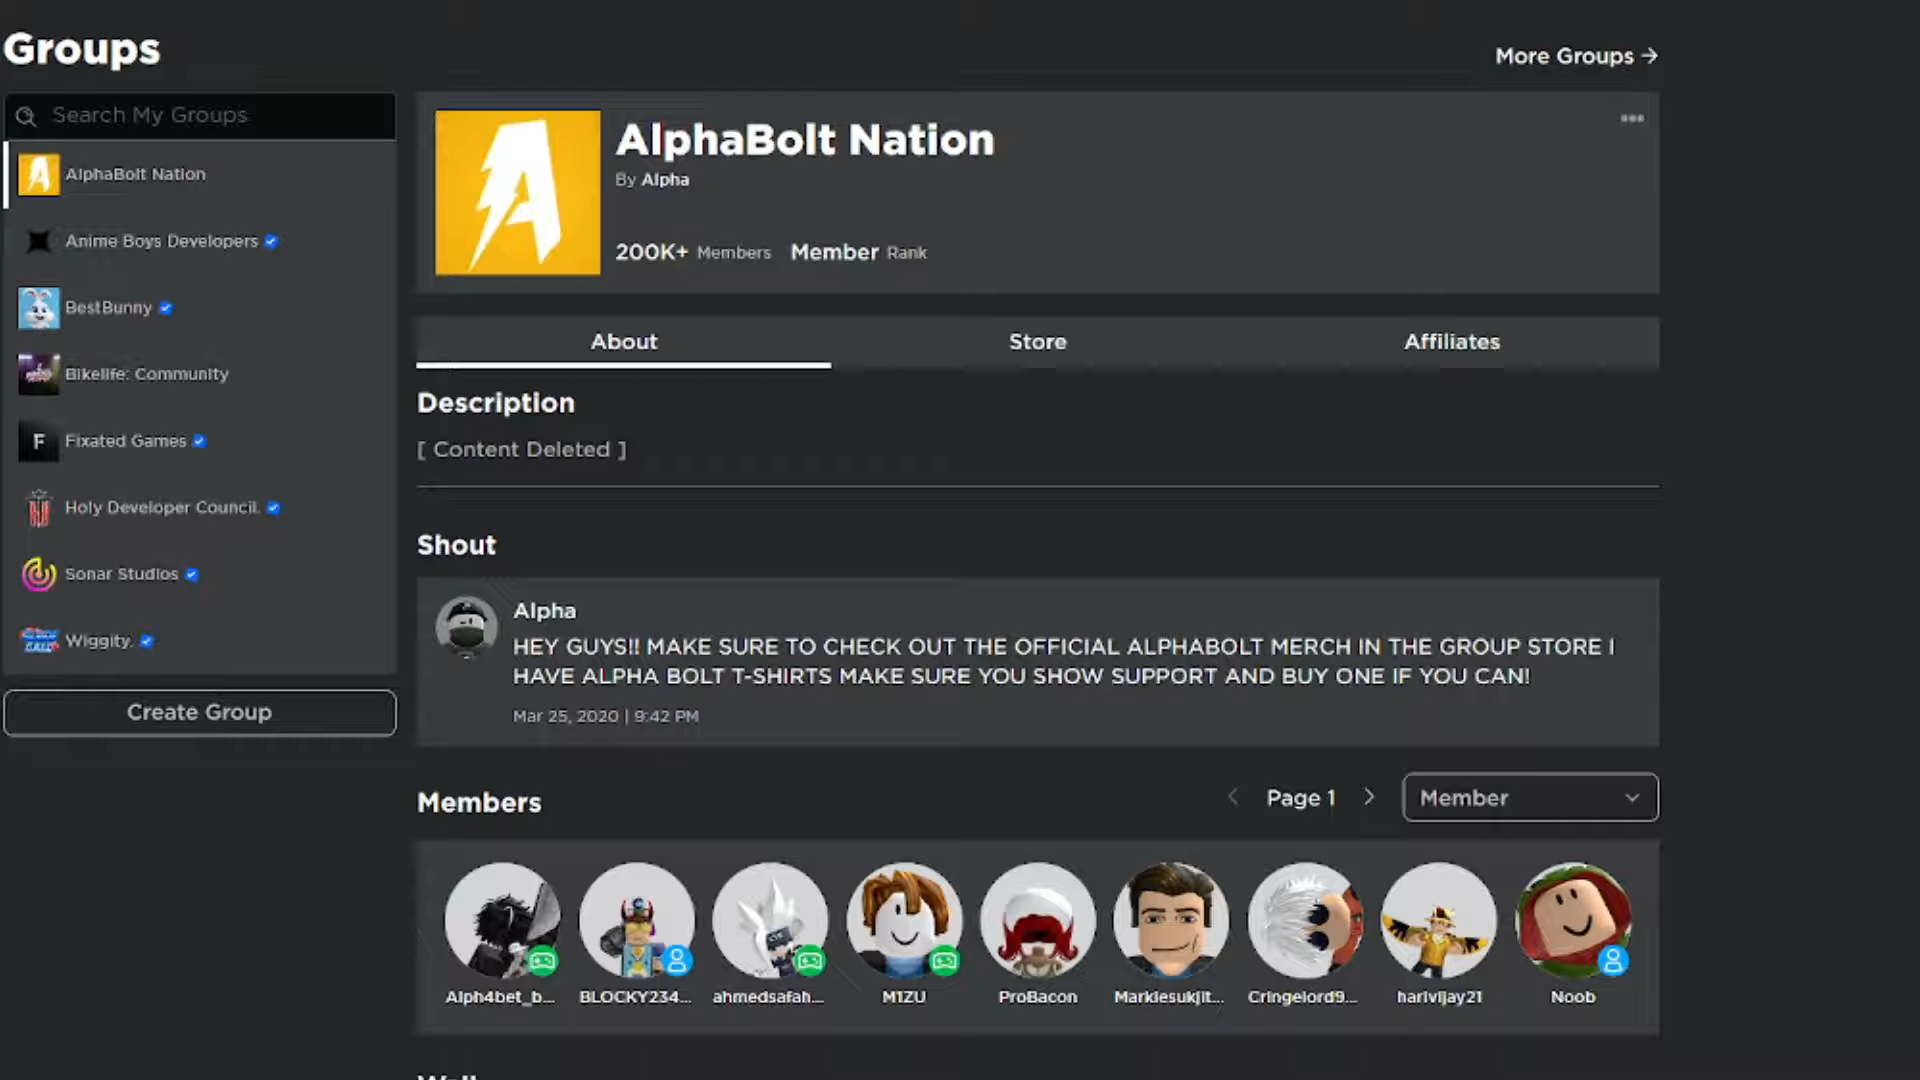 Groups
More Groups →
Search My Groups
AlphaBolt Nation
Anime Boys Developers
BestBunny
Bikelife: Community
F
Fixated Games
Holy Developer Council.
Sonar Studios
Wiggity.
Create Group
A
AlphaBolt Nation
By Alpha
200K+ Members Member Rank
About
Store
Affiliates
Description
[ Content Deleted ]
Shout
Alpha
HEY GUYS!! MAKE SURE TO CHECK OUT THE OFFICIAL ALPHABOLT MERCH IN THE GROUP STORE I
HAVE ALPHA BOLT T-SHIRTS MAKE SURE YOU SHOW SUPPORT AND BUY ONE IF YOU CAN!
Mar 25, 2020 | 9:42 PM
Members
Page 1
Member
Alph4bet_b...
BLOCKY234...
ahmedsafah...
M1ZU
ProBacon
Markiesukjit...
Cringelord9...
harivijay21
Noob